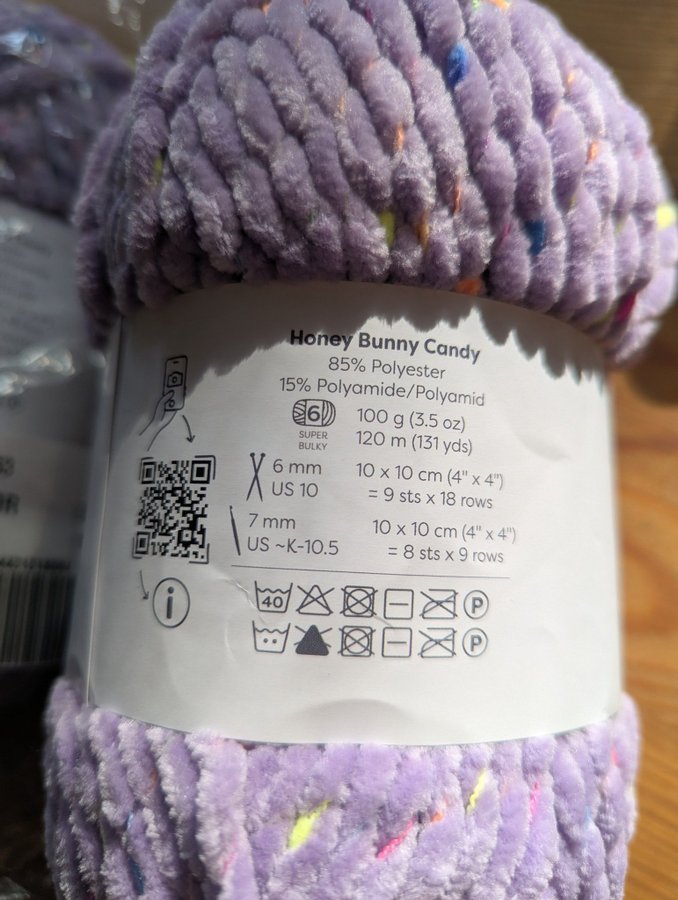 Honey Bunny Candy
85% Polyester
15% Polyamide/Polyamid
6
SUPER
BULKY
100 g (3.5 oz)
120 m (131 yds)
6 mm
US 10
10 x 10 cm (4" x 4")
= 9 sts x 18 rows
7 mm
US ~K-10.5
10 x 10 cm (4" x 4")
= 8 sts x 9 rows
i
40
P
P